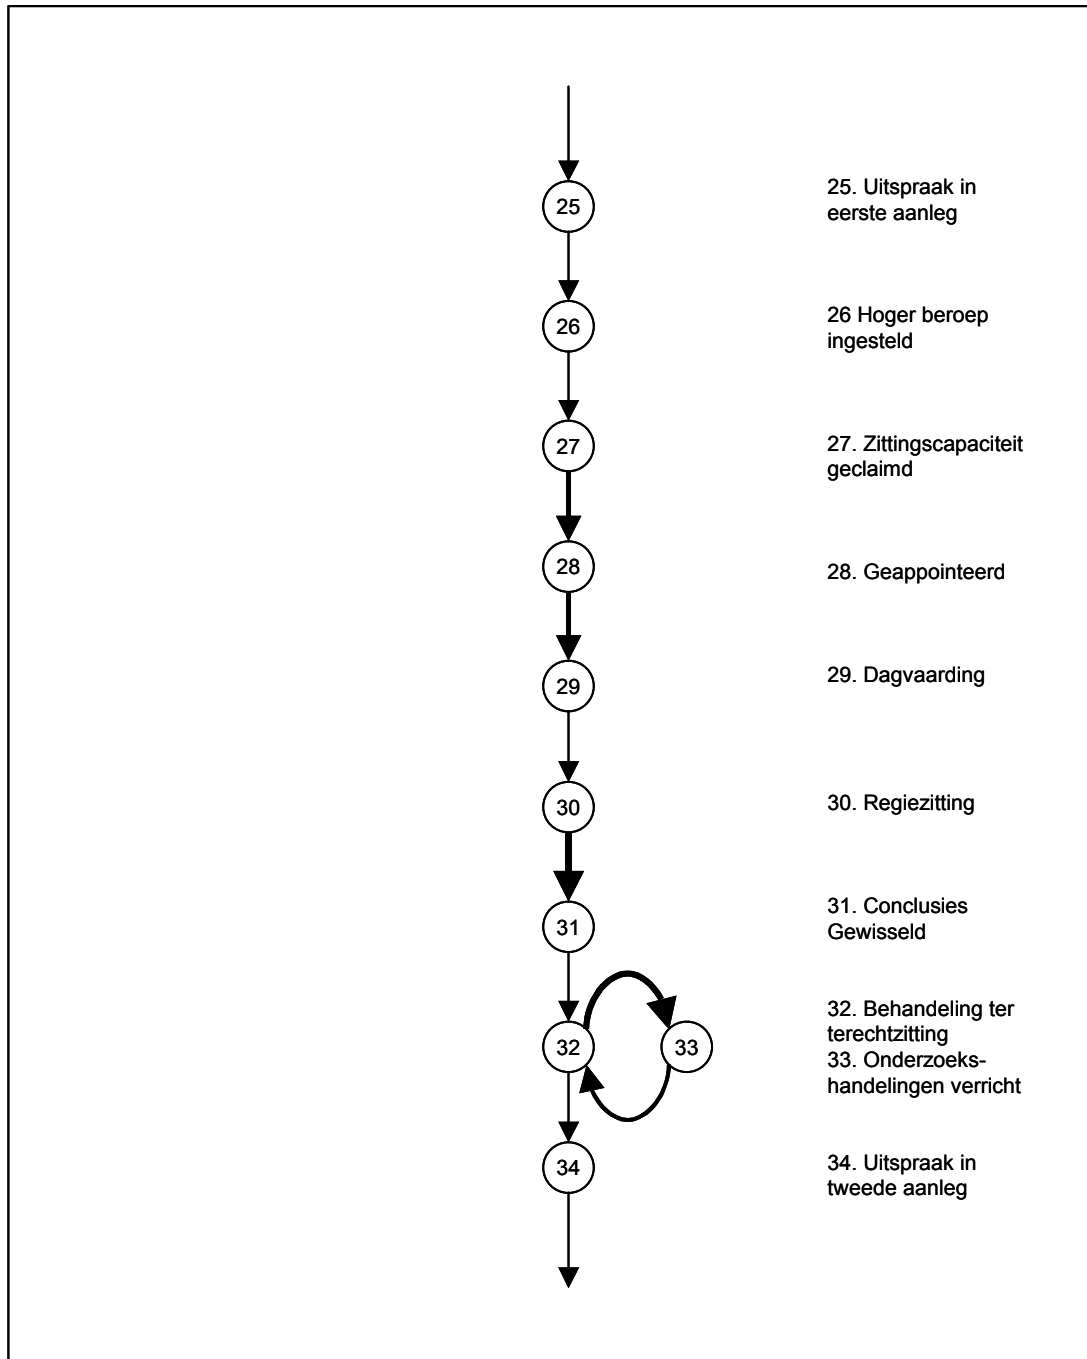 25
25. Uitspraak in
eerste aanleg
26
26 Hoger beroep
ingesteld
27
27. Zittingscapaciteit
geclaimd
28
28. Geappointeerd
29
29. Dagvaarding
30
30. Regiezitting
31
31. Conclusies
Gewisseld
32
33
32. Behandeling ter
terechtzitting
33. Onderzoeks-
handelingen verricht
34
34. Uitspraak in
tweede aanleg